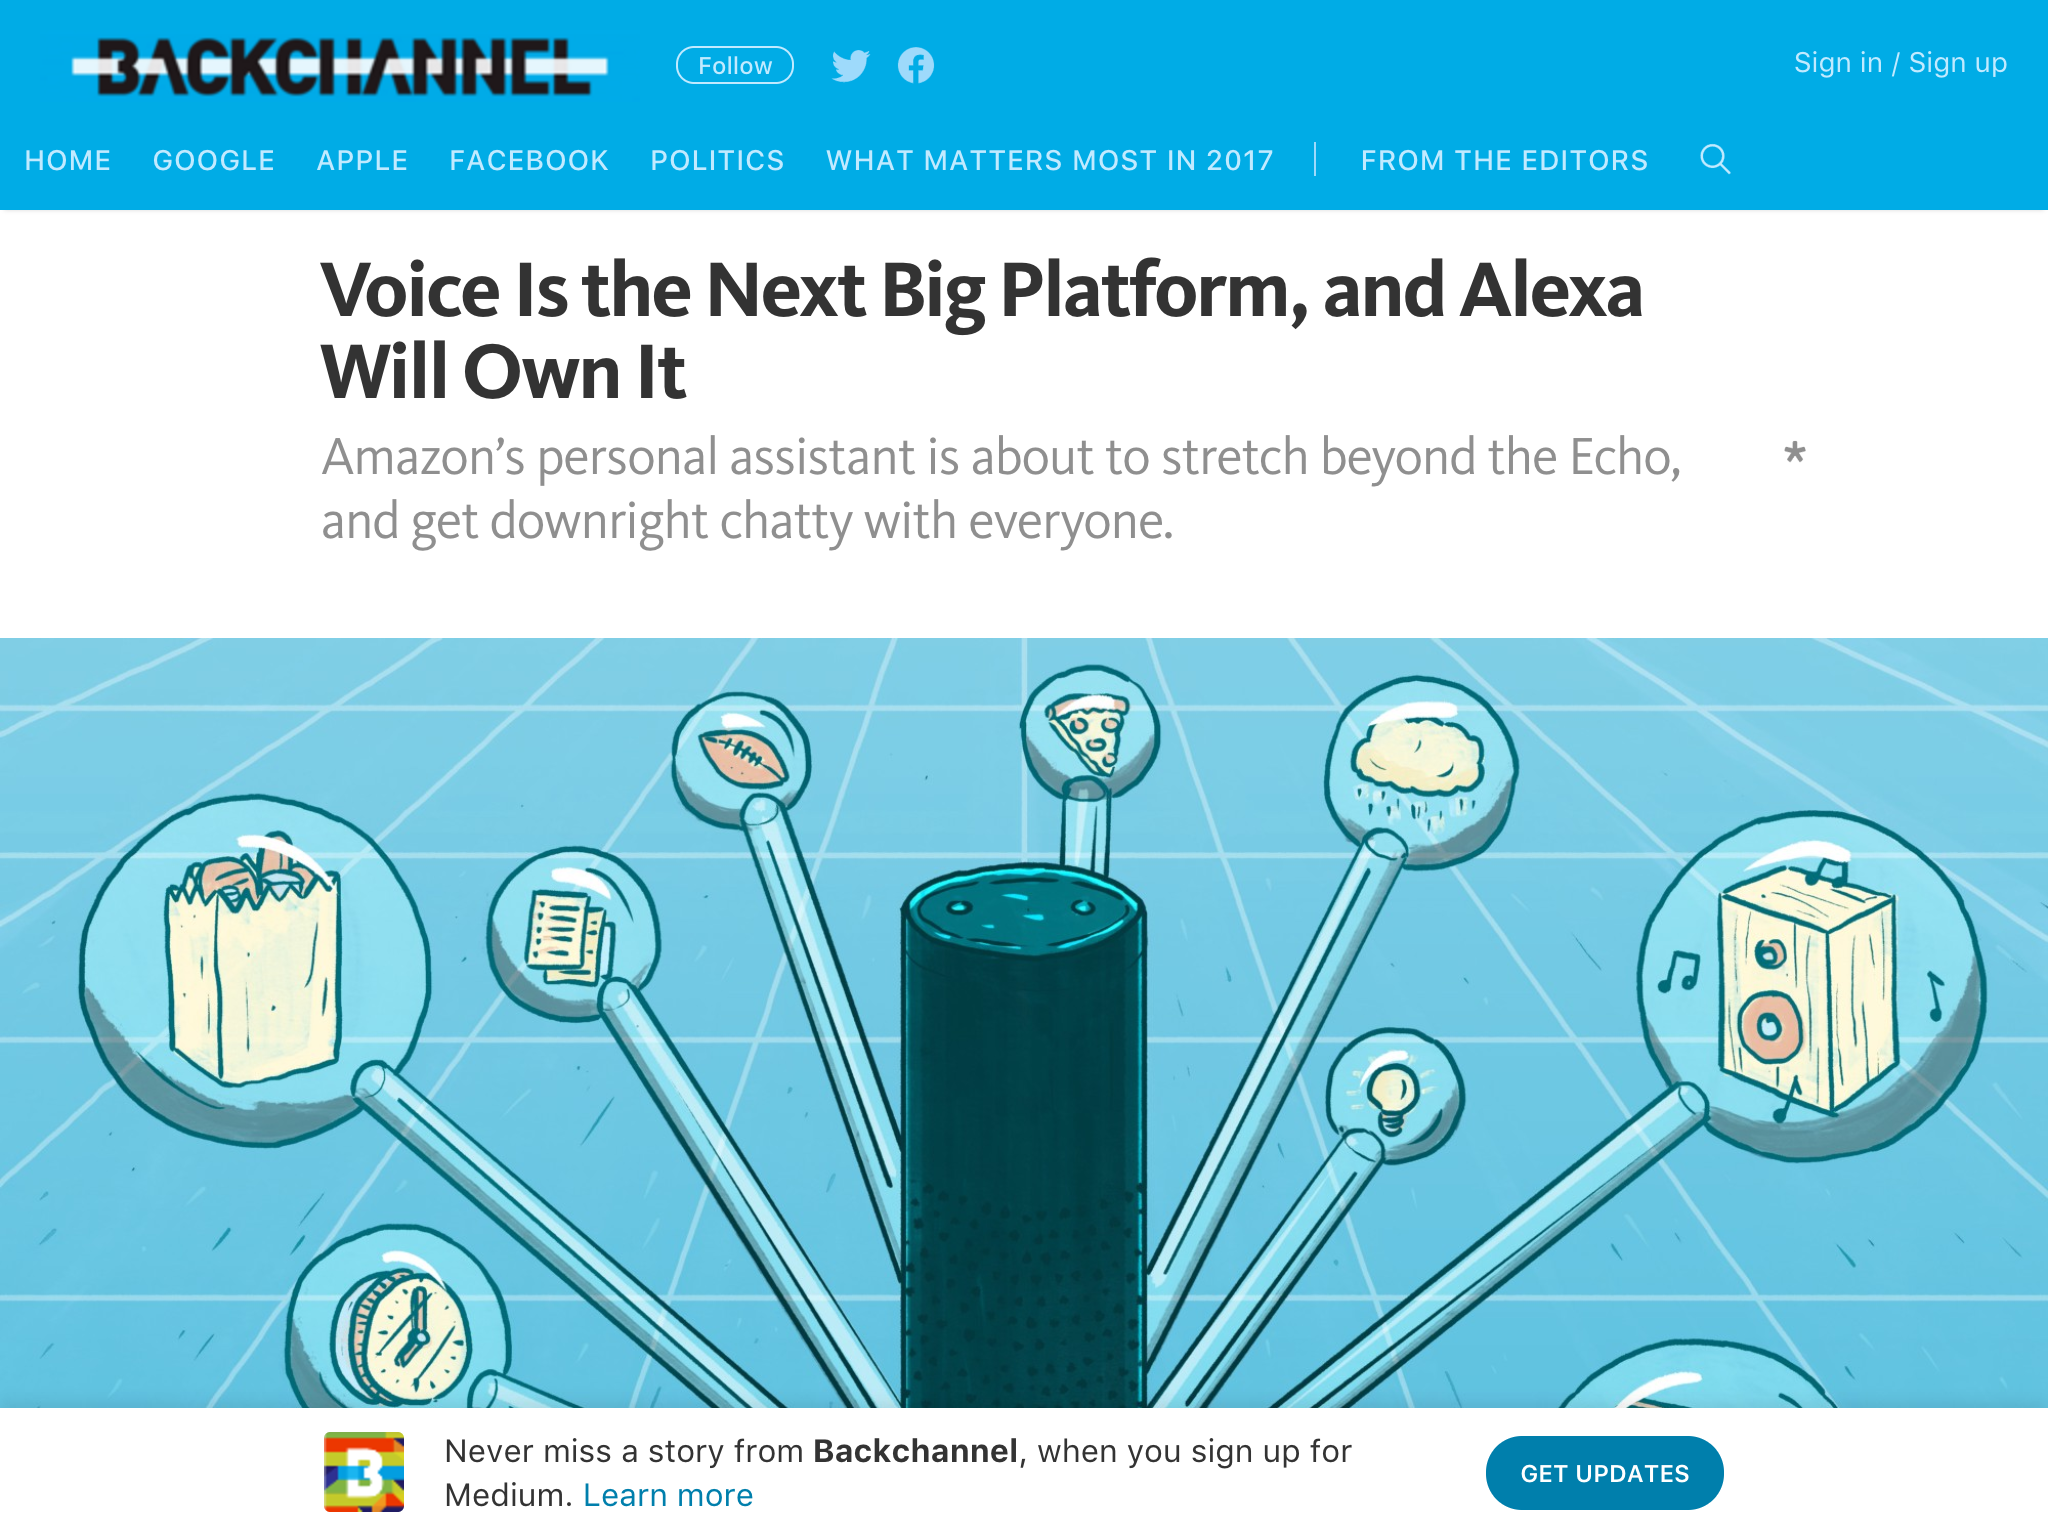 BACKCHANNEL
Follow
Sign in / Sign up
HOME GOOGLE APPLE FACEBOOK POLITICS WHAT MATTERS MOST IN 2017 FROM THE EDITORS
Voice Is the Next Big Platform, and Alexa
Will Own It
Amazon’s personal assistant is about to stretch beyond the Echo, *
and get downright chatty with everyone.
B
Never miss a story from Backchannel, when you sign up for
Medium. Learn more
GET UPDATES